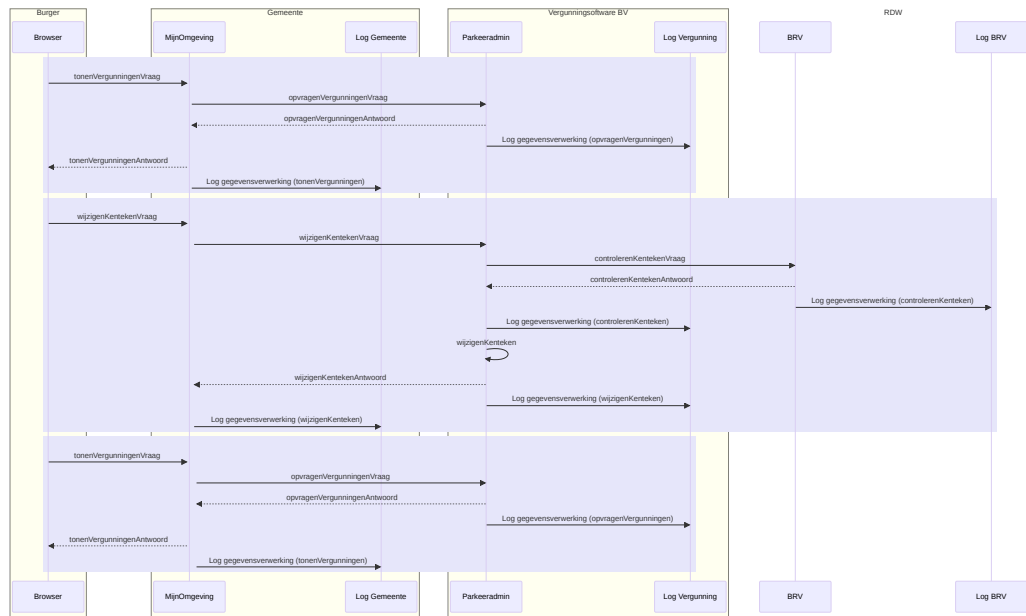 Burger
Gemeente
Vergunningsoftware BV
RDW
Browser
MijnOmgeving
Log Gemeente
Parkeeradmin
Log Vergunning
BRV
Log BRV
tonenVergunningenVraag
opvragenVergunningenVraag
opvragenVergunningenAntwoord
Log gegevensverwerking (opvragenVergunningen)
tonenVergunningenAntwoord
Log gegevensverwerking (tonenVergunningen)
wijzigenKentekenVraag
wijzigenKentekenVraag
controlerenKentekenVraag
controlerenKentekenAntwoord
Log gegevensverwerking (controlerenKenteken)
Log gegevensverwerking (controlerenKenteken)
wijzigenKenteken
wijzigenKentekenAntwoord
Log gegevensverwerking (wijzigenKenteken)
Log gegevensverwerking (wijzigenKenteken)
tonenVergunningenVraag
opvragenVergunningenVraag
opvragenVergunningenAntwoord
Log gegevensverwerking (opvragenVergunningen)
tonenVergunningenAntwoord
Log gegevensverwerking (tonenVergunningen)
Browser
MijnOmgeving
Log Gemeente
Parkeeradmin
Log Vergunning
BRV
Log BRV